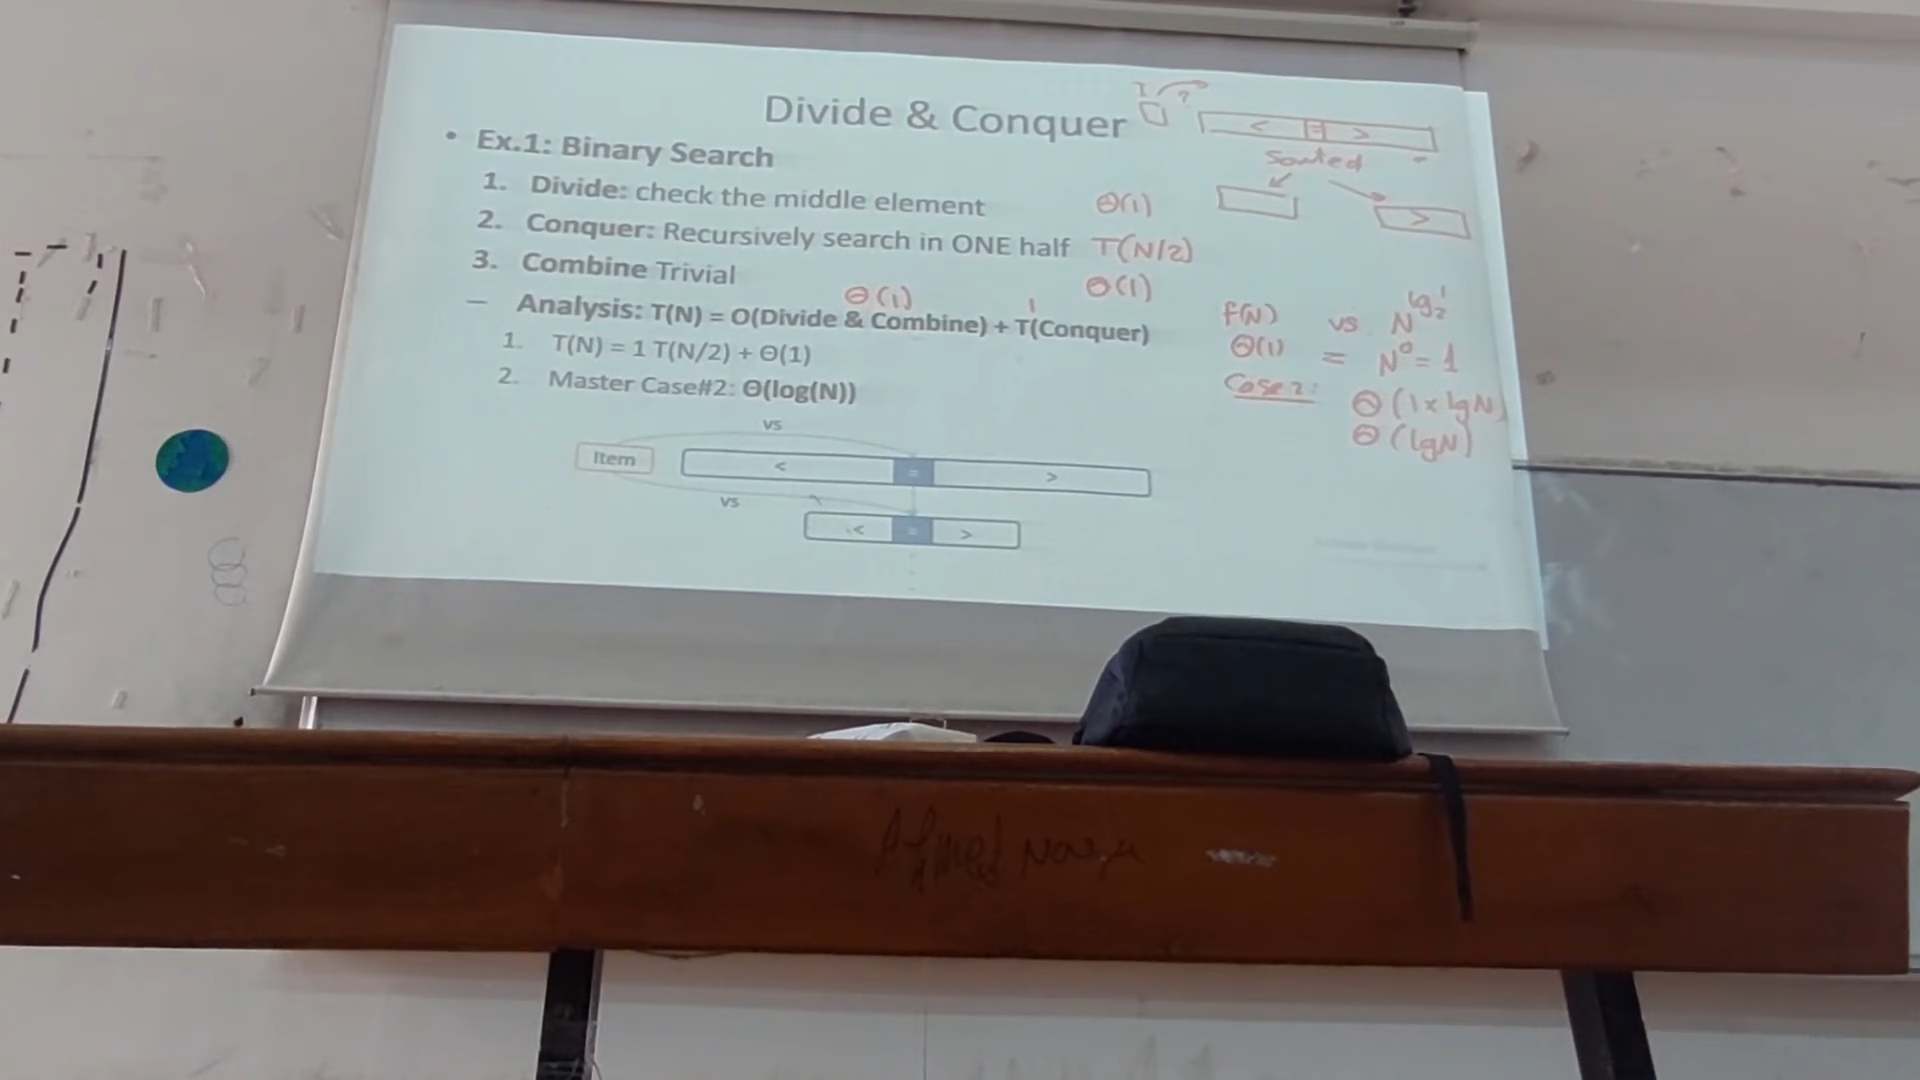 Divide & Conquer
I ?
< = >
Sorted
>
• Ex.1: Binary Search
1. Divide: check the middle element Θ(1)
2. Conquer: Recursively search in ONE half T(N/2)
3. Combine Trivial Θ(1)
Θ(1) 1
– Analysis: T(N) = O(Divide & Combine) + T(Conquer)
1. T(N) = 1 T(N/2) + Θ(1)
2. Master Case#2: Θ(log(N))
f(N) vs N^lg₂1
Θ(1) = N⁰ = 1
Case 2: Θ(1 x lgN)
Θ(lgN)
vs
Item < = >
vs
< = >